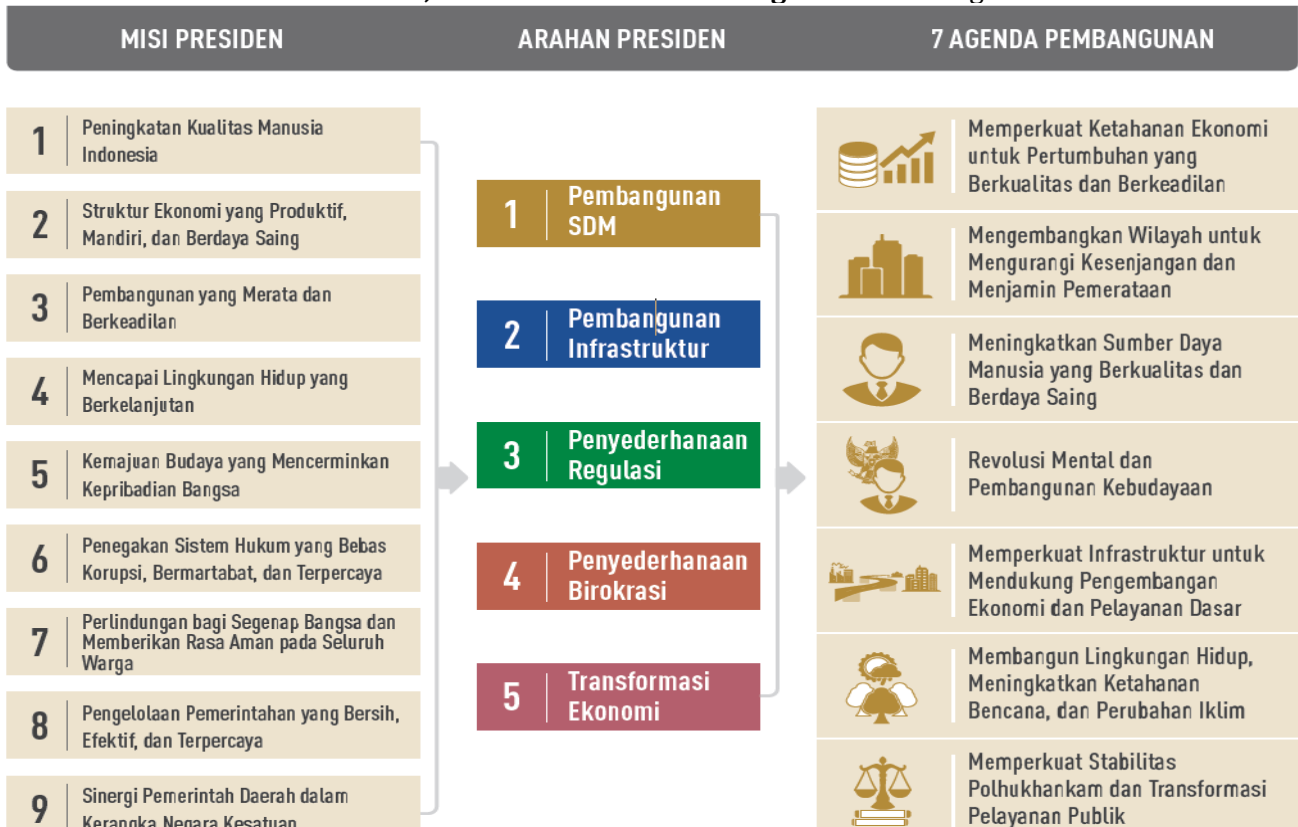 MISI PRESIDEN
ARAHAN PRESIDEN
7 AGENDA PEMBANGUNAN
1
Peningkatan Kualitas Manusia
Indonesia
2
Struktur Ekonomi yang Produktif,
Mandiri, dan Berdaya Saing
3
Pembangunan yang Merata dan
Berkeadilan
4
Mencapai Lingkungan Hidup yang
Berkelanjutan
5
Kemajuan Budaya yang Mencerminkan
Kepribadian Bangsa
6
Penegakan Sistem Hukum yang Bebas
Korupsi, Bermartabat, dan Terpercaya
7
Perlindungan bagi Segenap Bangsa dan
Memberikan Rasa Aman pada Seluruh
Warga
8
Pengelolaan Pemerintahan yang Bersih,
Efektif, dan Terpercaya
9
Sinergi Pemerintah Daerah dalam
Kerangka Negara Kesatuan
1
Pembangunan
SDM
2
Pembangunan
Infrastruktur
3
Penyederhanaan
Regulasi
4
Penyederhanaan
Birokrasi
5
Transformasi
Ekonomi
Memperkuat Ketahanan Ekonomi
untuk Pertumbuhan yang
Berkualitas dan Berkeadilan
Mengembangkan Wilayah untuk
Mengurangi Kesenjangan dan
Menjamin Pemerataan
Meningkatkan Sumber Daya
Manusia yang Berkualitas dan
Berdaya Saing
Revolusi Mental dan
Pembangunan Kebudayaan
Memperkuat Infrastruktur untuk
Mendukung Pengembangan
Ekonomi dan Pelayanan Dasar
Membangun Lingkungan Hidup,
Meningkatkan Ketahanan
Bencana, dan Perubahan Iklim
Memperkuat Stabilitas
Polhukhankam dan Transformasi
Pelayanan Publik